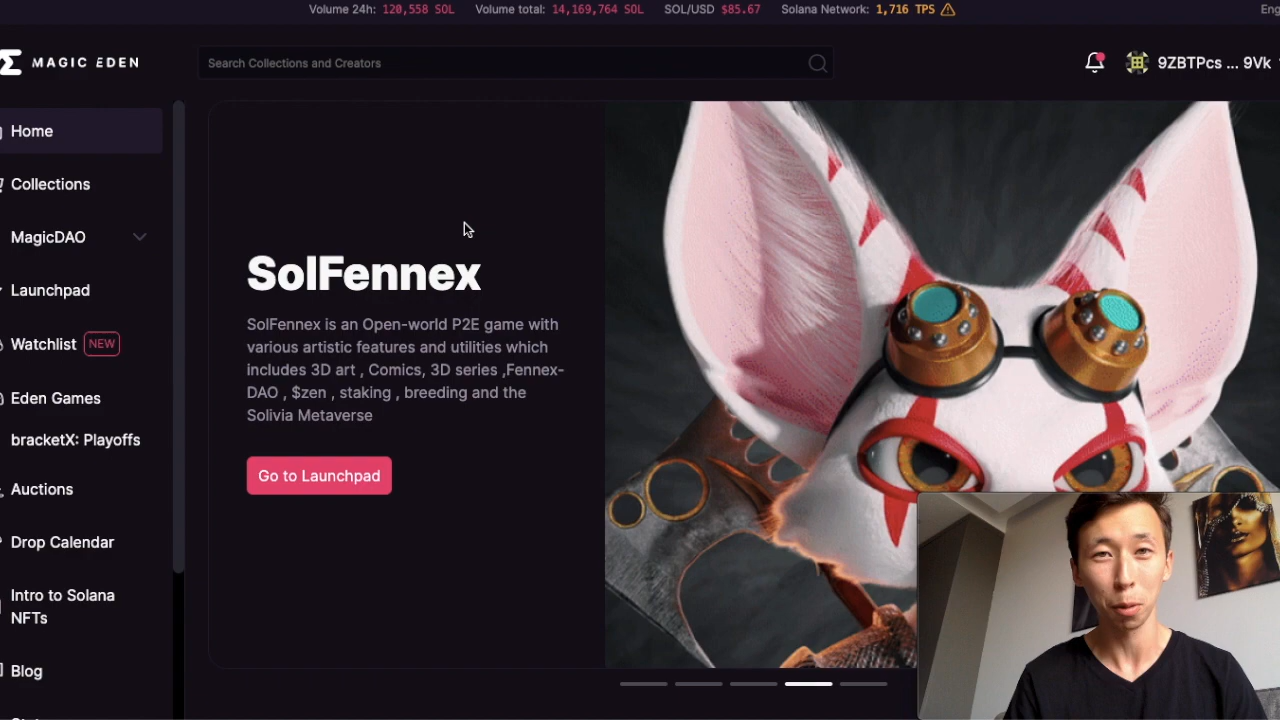 Volume 24h: 120,558 SOL Volume total: 14,169,764 SOL SOL/USD $85.67 Solana Network: 1,716 TPS
MAGIC EDEN
Search Collections and Creators
9ZBTPcs ... 9Vk
Home
Collections
MagicDAO
Launchpad
Watchlist NEW
Eden Games
bracketX: Playoffs
Auctions
Drop Calendar
Intro to Solana
NFTs
Blog
SolFennex
SolFennex is an Open-world P2E game with
various artistic features and utilities which
includes 3D art , Comics, 3D series ,Fennex-
DAO , $zen , staking , breeding and the
Solivia Metaverse
Go to Launchpad